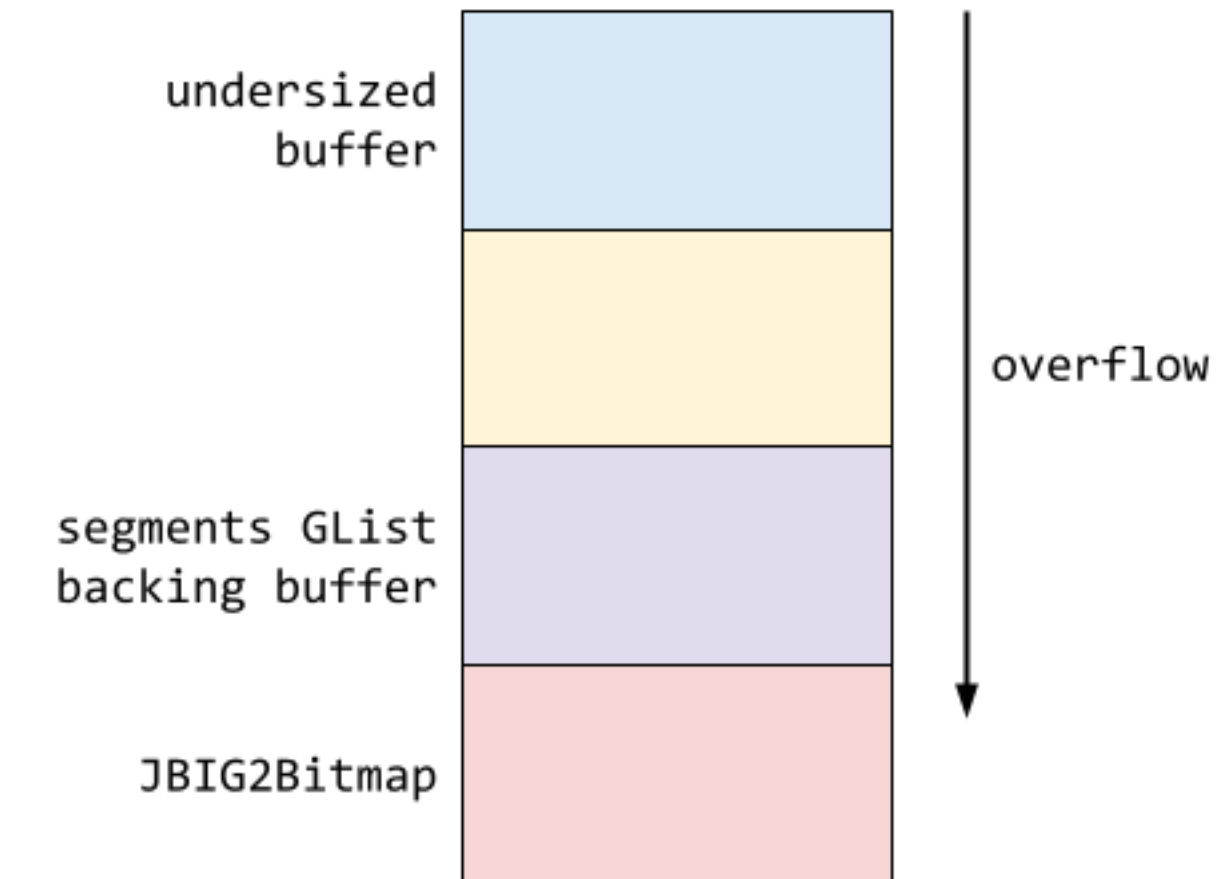 undersized
buffer
overflow
segments GList
backing buffer
JBIG2Bitmap